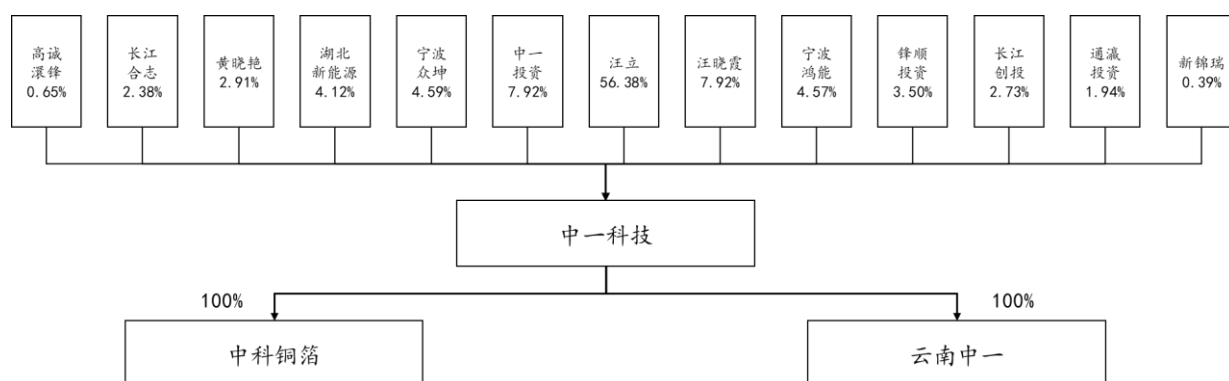 高诚
澴锋
0.65%
长江
合志
2.38%
黄晓艳
2.91%
湖北
新能源
4.12%
宁波
众坤
4.59%
中一
投资
7.92%
汪立
56.38%
汪晓霞
7.92%
宁波
鸿能
4.57%
锋顺
投资
3.50%
长江
创投
2.73%
通瀛
投资
1.94%
新锦瑞
0.39%
中一科技
100%
100%
中科铜箔
云南中一